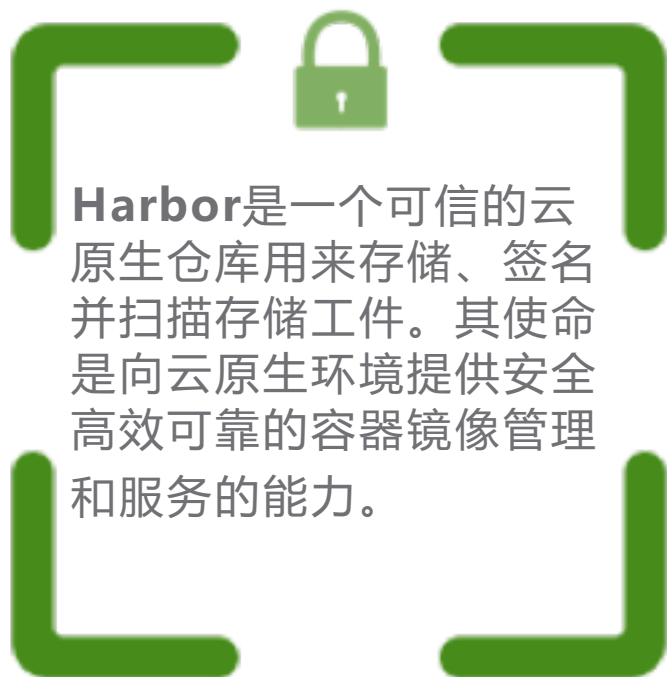 Harbor是一个可信的云
原生仓库用来存储、签名
并扫描存储工件。其使命
是向云原生环境提供安全
高效可靠的容器镜像管理
和服务的能力。